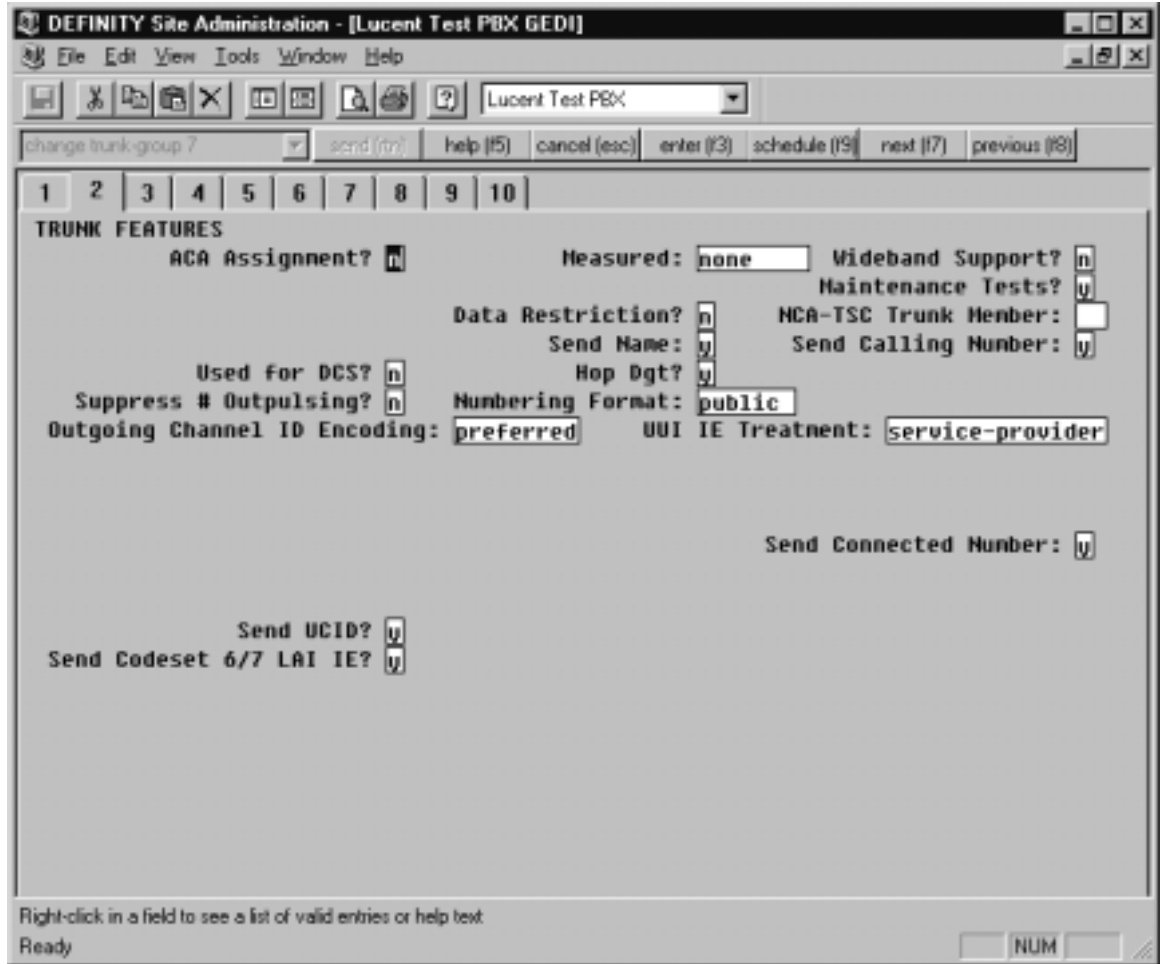 DEFINITY Site Administration - [Lucent Test PBX GEDI]
File Edit View Tools Window Help
Lucent Test PBX
change trunk-group 7 send (rtn) help (f5) cancel (esc) enter (f3) schedule (f9) next (f7) previous (f8)
1 2 3 4 5 6 7 8 9 10
TRUNK FEATURES
ACA Assignment? n Measured: none Wideband Support? n
Maintenance Tests? y
Data Restriction? n NCA-TSC Trunk Member:
Send Name: y Send Calling Number: y
Used for DCS? n Hop Dgt? y
Suppress # Outpulsing? n Numbering Format: public
Outgoing Channel ID Encoding: preferred UUI IE Treatment: service-provider
Send Connected Number: y
Send UCID? y
Send Codeset 6/7 LAI IE? y
Right-click in a field to see a list of valid entries or help text
Ready NUM